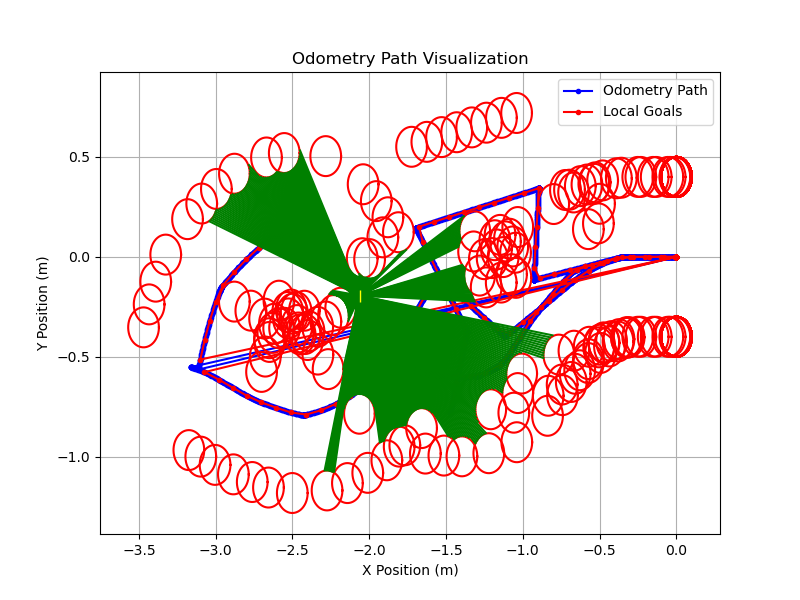 Odometry Path Visualization
Odometry Path
Local Goals
Y Position (m)
0.5
0.0
−0.5
−1.0
−3.5 −3.0 −2.5 −2.0 −1.5 −1.0 −0.5 0.0
X Position (m)